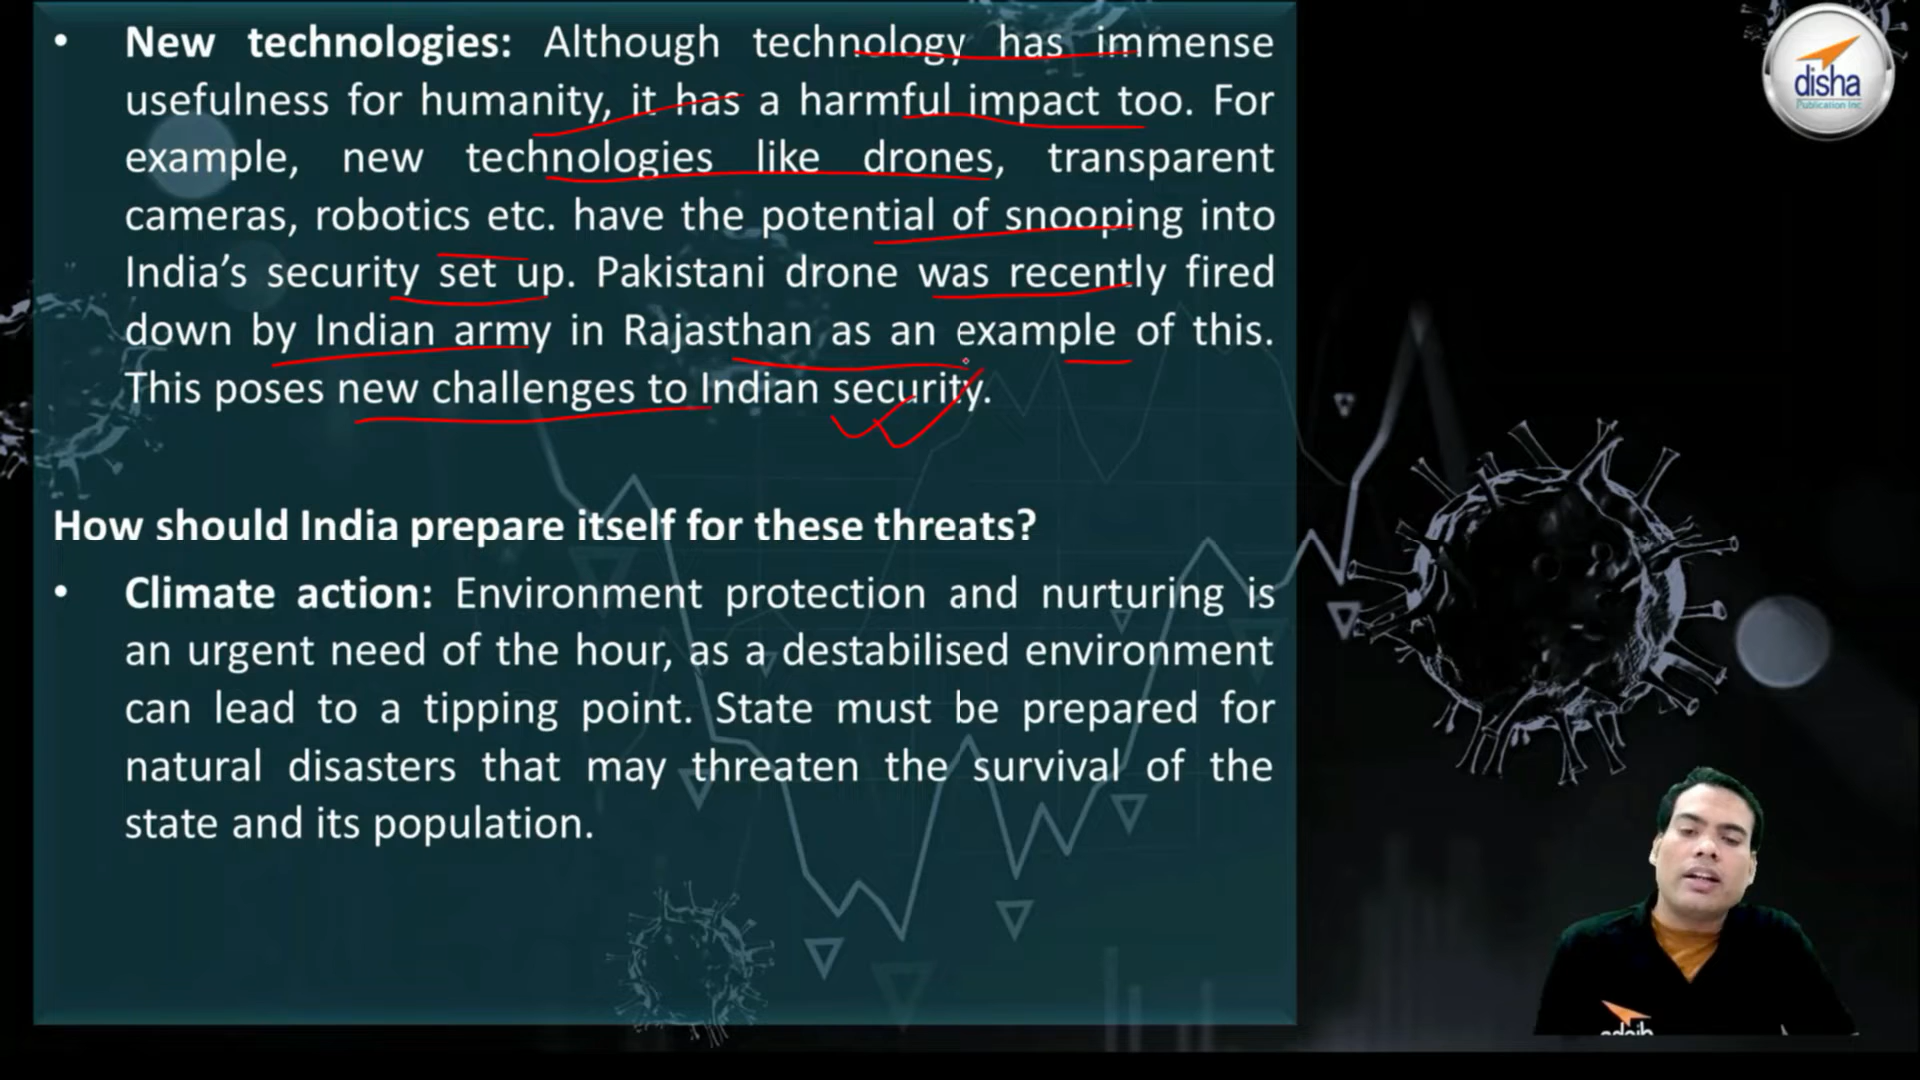 • New technologies: Although technology has immense
usefulness for humanity, it has a harmful impact too. For
example, new technologies like drones, transparent
cameras, robotics etc. have the potential of snooping into
India’s security set up. Pakistani drone was recently fired
down by Indian army in Rajasthan as an example of this.
This poses new challenges to Indian security.
How should India prepare itself for these threats?
• Climate action: Environment protection and nurturing is
an urgent need of the hour, as a destabilised environment
can lead to a tipping point. State must be prepared for
natural disasters that may threaten the survival of the
state and its population.
disha
Publication Inc